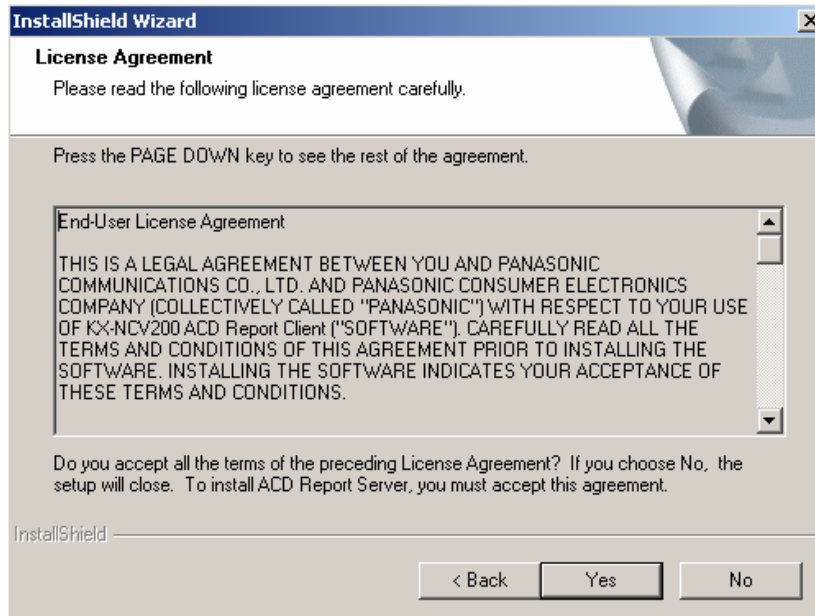 InstallShield Wizard
License Agreement
Please read the following license agreement carefully.
Press the PAGE DOWN key to see the rest of the agreement.
End-User License Agreement
THIS IS A LEGAL AGREEMENT BETWEEN YOU AND PANASONIC
COMMUNICATIONS CO., LTD. AND PANASONIC CONSUMER ELECTRONICS
COMPANY (COLLECTIVELY CALLED "PANASONIC") WITH RESPECT TO YOUR USE
OF KX-NCV200 ACD Report Client ("SOFTWARE"). CAREFULLY READ ALL THE
TERMS AND CONDITIONS OF THIS AGREEMENT PRIOR TO INSTALLING THE
SOFTWARE. INSTALLING THE SOFTWARE INDICATES YOUR ACCEPTANCE OF
THESE TERMS AND CONDITIONS.
Do you accept all the terms of the preceding License Agreement? If you choose No, the
setup will close. To install ACD Report Server, you must accept this agreement.
InstallShield
< Back
Yes
No